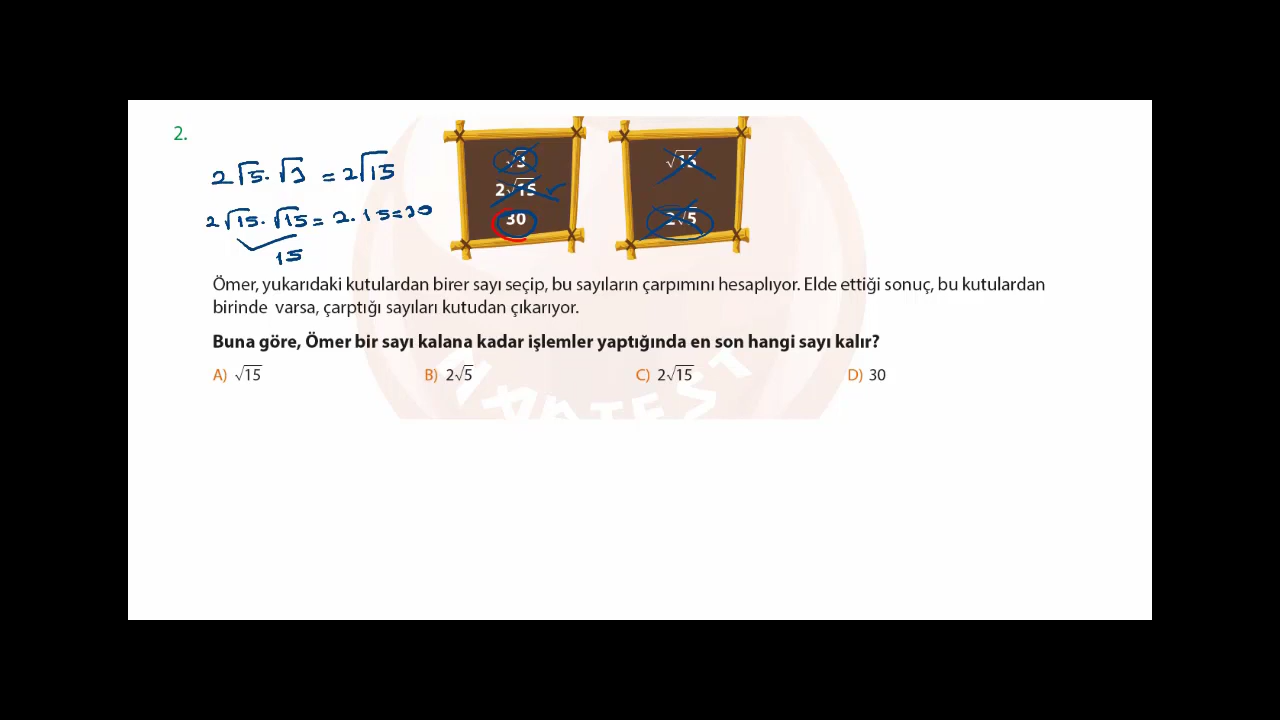 2.
2√5.√3 = 2√15
2√15.√15 = 2.15=30
15
√3
2√15
30
√15
2√5
Ömer, yukarıdaki kutulardan birer sayı seçip, bu sayıların çarpımını hesaplıyor. Elde ettiği sonuç, bu kutulardan
birinde varsa, çarptığı sayıları kutudan çıkarıyor.
Buna göre, Ömer bir sayı kalana kadar işlemler yaptığında en son hangi sayı kalır?
A) √15 B) 2√5 C) 2√15 D) 30